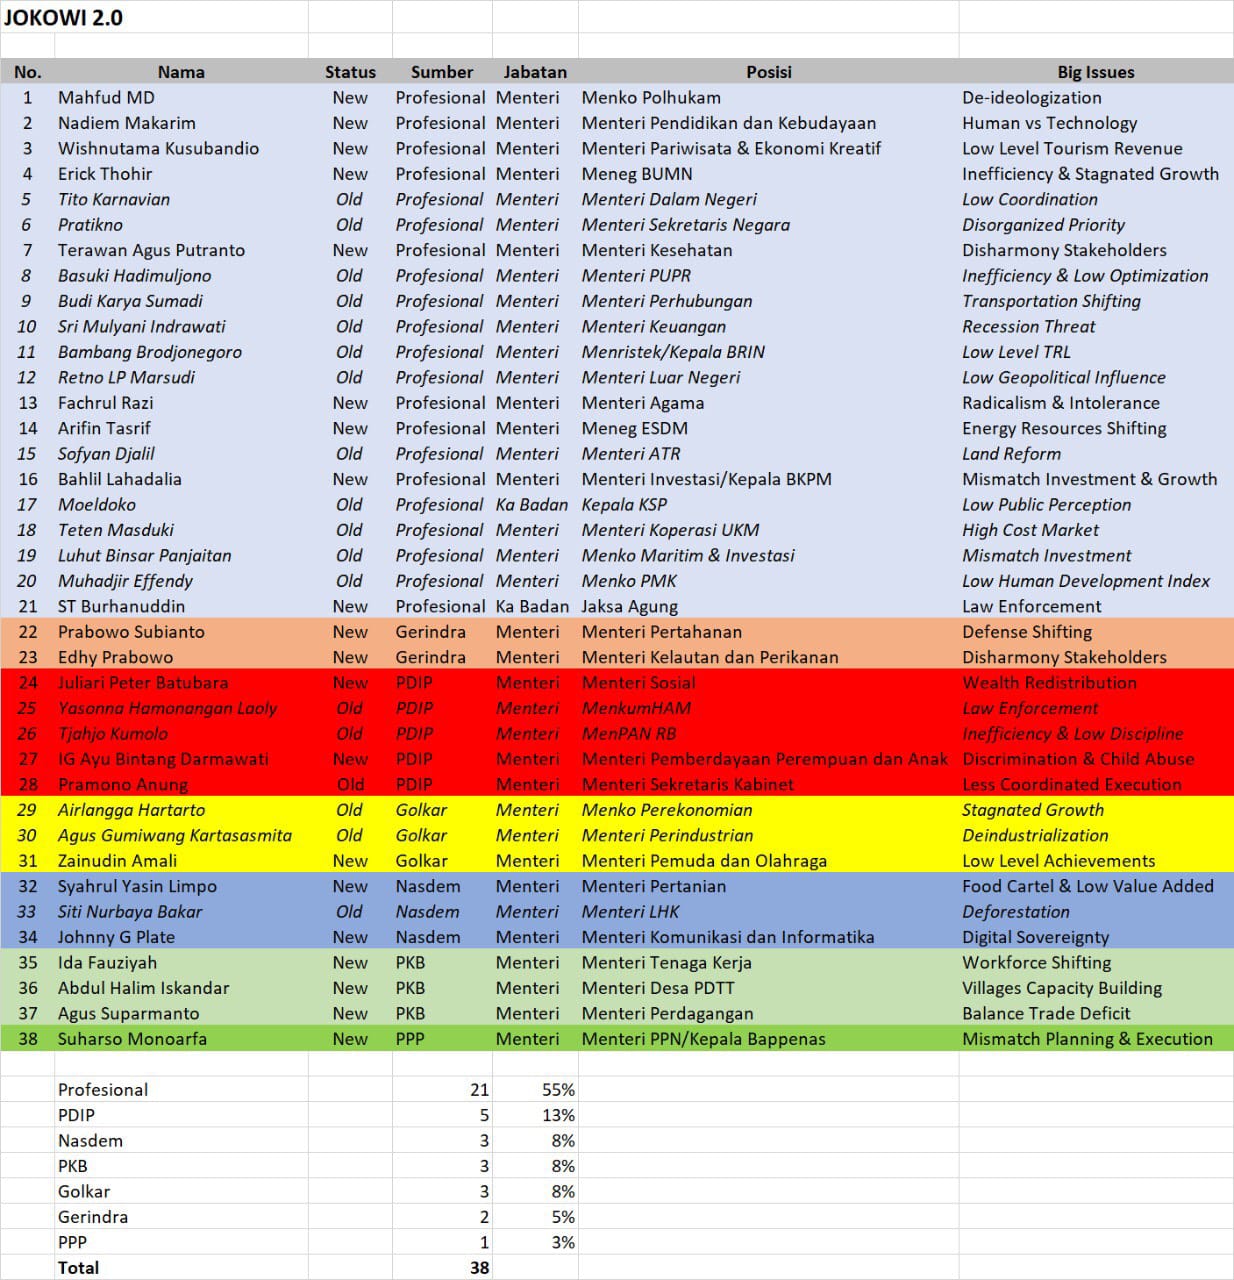 JOKOWI 2.0
No. Nama Status Sumber Jabatan Posisi Big Issues
1 Mahfud MD New Profesional Menteri Menko Polhukam De-ideologization
2 Nadiem Makarim New Profesional Menteri Menteri Pendidikan dan Kebudayaan Human vs Technology
3 Wishnutama Kusubandio New Profesional Menteri Menteri Pariwisata & Ekonomi Kreatif Low Level Tourism Revenue
4 Erick Thohir New Profesional Menteri Meneg BUMN Inefficiency & Stagnated Growth
5 Tito Karnavian Old Profesional Menteri Menteri Dalam Negeri Low Coordination
6 Pratikno Old Profesional Menteri Menteri Sekretaris Negara Disorganized Priority
7 Terawan Agus Putranto New Profesional Menteri Menteri Kesehatan Disharmony Stakeholders
8 Basuki Hadimuljono Old Profesional Menteri Menteri PUPR Inefficiency & Low Optimization
9 Budi Karya Sumadi Old Profesional Menteri Menteri Perhubungan Transportation Shifting
10 Sri Mulyani Indrawati Old Profesional Menteri Menteri Keuangan Recession Threat
11 Bambang Brodjonegoro Old Profesional Menteri Menristek/Kepala BRIN Low Level TRL
12 Retno LP Marsudi Old Profesional Menteri Menteri Luar Negeri Low Geopolitical Influence
13 Fachrul Razi New Profesional Menteri Menteri Agama Radicalism & Intolerance
14 Arifin Tasrif New Profesional Menteri Meneg ESDM Energy Resources Shifting
15 Sofyan Djalil Old Profesional Menteri Menteri ATR Land Reform
16 Bahlil Lahadalia New Profesional Menteri Menteri Investasi/Kepala BKPM Mismatch Investment & Growth
17 Moeldoko Old Profesional Ka Badan Kepala KSP Low Public Perception
18 Teten Masduki Old Profesional Menteri Menteri Koperasi UKM High Cost Market
19 Luhut Binsar Panjaitan Old Profesional Menteri Menko Maritim & Investasi Mismatch Investment
20 Muhadjir Effendy Old Profesional Menteri Menko PMK Low Human Development Index
21 ST Burhanuddin New Profesional Ka Badan Jaksa Agung Law Enforcement
22 Prabowo Subianto New Gerindra Menteri Menteri Pertahanan Defense Shifting
23 Edhy Prabowo New Gerindra Menteri Menteri Kelautan dan Perikanan Disharmony Stakeholders
24 Juliari Peter Batubara New PDIP Menteri Menteri Sosial Wealth Redistribution
25 Yasonna Hamonangan Laoly Old PDIP Menteri MenkumHAM Law Enforcement
26 Tjahjo Kumolo Old PDIP Menteri MenPAN RB Inefficiency & Low Discipline
27 IG Ayu Bintang Darmawati New PDIP Menteri Menteri Pemberdayaan Perempuan dan Anak Discrimination & Child Abuse
28 Pramono Anung Old PDIP Menteri Menteri Sekretaris Kabinet Less Coordinated Execution
29 Airlangga Hartarto Old Golkar Menteri Menko Perekonomian Stagnated Growth
30 Agus Gumiwang Kartasasmita Old Golkar Menteri Menteri Perindustrian Deindustrialization
31 Zainudin Amali New Golkar Menteri Menteri Pemuda dan Olahraga Low Level Achievements
32 Syahrul Yasin Limpo New Nasdem Menteri Menteri Pertanian Food Cartel & Low Value Added
33 Siti Nurbaya Bakar Old Nasdem Menteri Menteri LHK Deforestation
34 Johnny G Plate New Nasdem Menteri Menteri Komunikasi dan Informatika Digital Sovereignty
35 Ida Fauziyah New PKB Menteri Menteri Tenaga Kerja Workforce Shifting
36 Abdul Halim Iskandar New PKB Menteri Menteri Desa PDTT Villages Capacity Building
37 Agus Suparmanto New PKB Menteri Menteri Perdagangan Balance Trade Deficit
38 Suharso Monoarfa New PPP Menteri Menteri PPN/Kepala Bappenas Mismatch Planning & Execution
Profesional 21 55%
PDIP 5 13%
Nasdem 3 8%
PKB 3 8%
Golkar 3 8%
Gerindra 2 5%
PPP 1 3%
Total 38